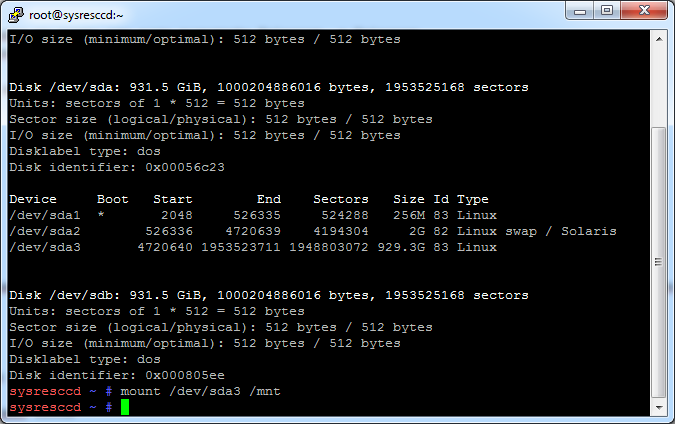 root@sysresccd:~
I/O size (minimum/optimal): 512 bytes / 512 bytes
Disk /dev/sda: 931.5 GiB, 1000204886016 bytes, 1953525168 sectors
Units: sectors of 1 * 512 = 512 bytes
Sector size (logical/physical): 512 bytes / 512 bytes
I/O size (minimum/optimal): 512 bytes / 512 bytes
Disklabel type: dos
Disk identifier: 0x00056c23
Device     Boot   Start        End    Sectors   Size Id Type
/dev/sda1  *       2048     526335     524288   256M 83 Linux
/dev/sda2        526336    4720639    4194304     2G 82 Linux swap / Solaris
/dev/sda3       4720640 1953523711 1948803072 929.3G 83 Linux
Disk /dev/sdb: 931.5 GiB, 1000204886016 bytes, 1953525168 sectors
Units: sectors of 1 * 512 = 512 bytes
Sector size (logical/physical): 512 bytes / 512 bytes
I/O size (minimum/optimal): 512 bytes / 512 bytes
Disklabel type: dos
Disk identifier: 0x000805ee
sysresccd ~ # mount /dev/sda3 /mnt
sysresccd ~ #